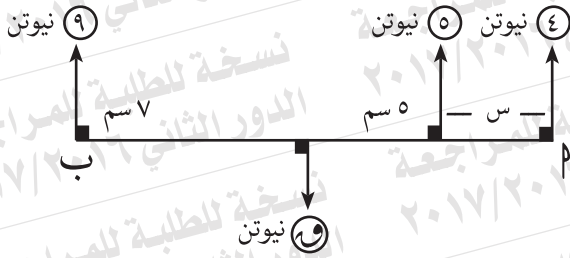 ٤ نيوتن ٥ نيوتن ٩ نيوتن
س ٥ سم ٧ سم
أ ب
ق نيوتن
نسخة للطلبة للمراجعة
الدور الثاني ٢٠١٦/٢٠١٧